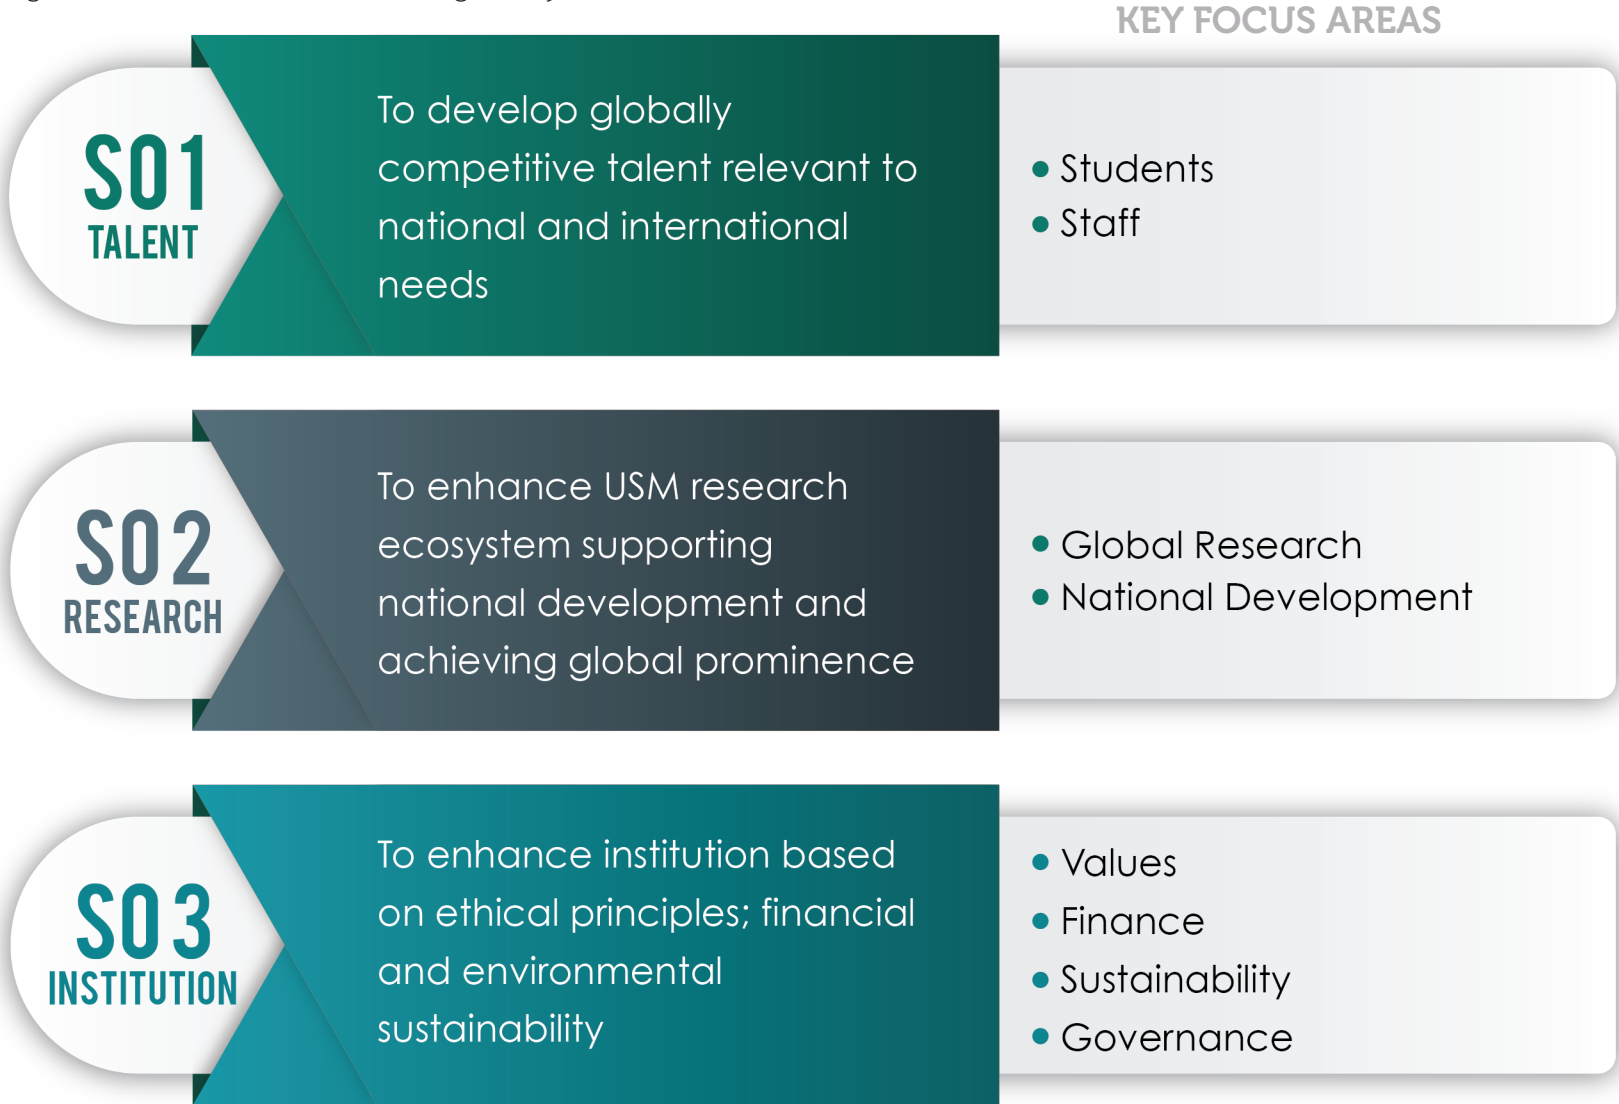 KEY FOCUS AREAS
SO1
TALENT
To develop globally
competitive talent relevant to
national and international
needs
• Students
• Staff
SO2
RESEARCH
To enhance USM research
ecosystem supporting
national development and
achieving global prominence
• Global Research
• National Development
SO3
INSTITUTION
To enhance institution based
on ethical principles; financial
and environmental
sustainability
• Values
• Finance
• Sustainability
• Governance